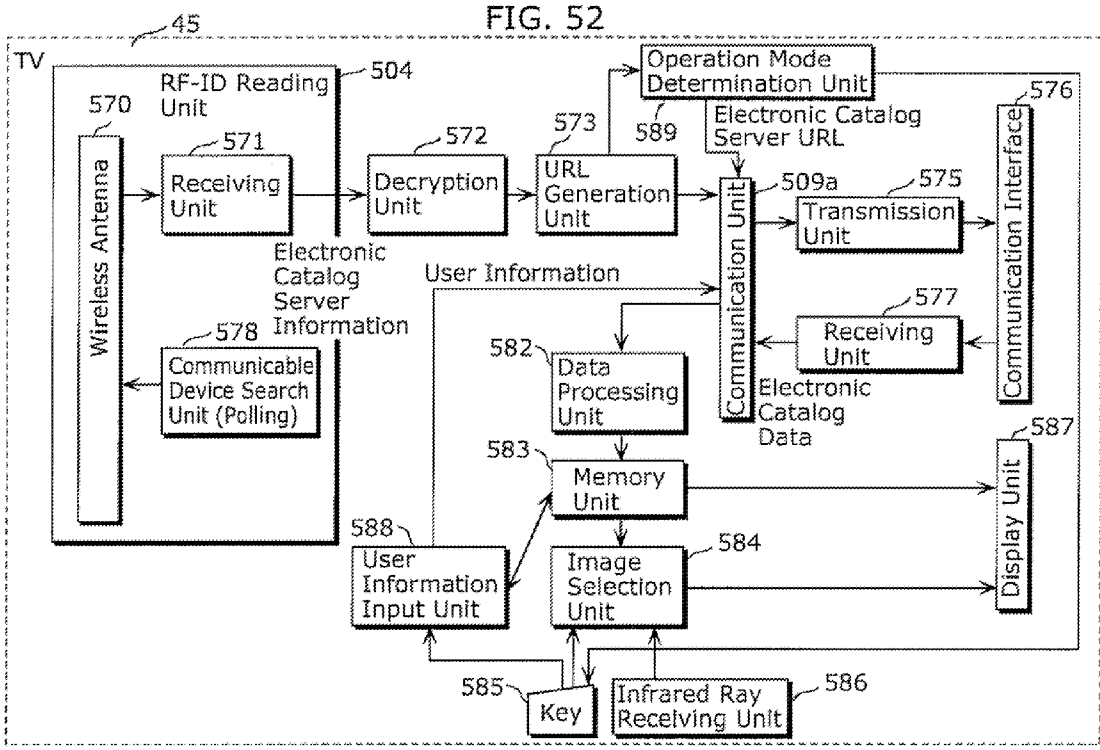 FIG. 52
45
TV
RF-ID Reading
Unit
504
570
Wireless Antenna
571
Receiving
Unit
572
Decryption
Unit
573
URL
Generation
Unit
Operation Mode
Determination Unit
589
Electronic Catalog
Server URL
509a
Communication Unit
575
Transmission
Unit
576
Communication Interface
Electronic
Catalog
Server
Information
User Information
577
Receiving
Unit
578
Communicable
Device Search
Unit (Polling)
582
Data
Processing
Unit
Electronic
Catalog
Data
583
Memory
Unit
587
Display Unit
588
User
Information
Input Unit
584
Image
Selection
Unit
585
Key
Infrared Ray
Receiving Unit
586